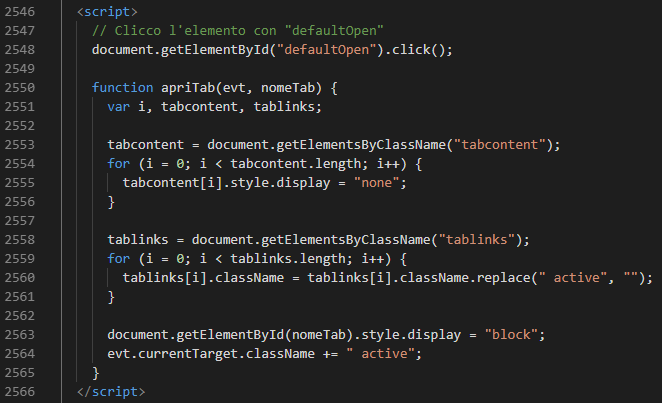 2546 <script>
2547 // Clicco l'elemento con "defaultOpen"
2548 document.getElementById("defaultOpen").click();
2549
2550 function apriTab(evt, nomeTab) {
2551 var i, tabcontent, tablinks;
2552
2553 tabcontent = document.getElementsByClassName("tabcontent");
2554 for (i = 0; i < tabcontent.length; i++) {
2555 tabcontent[i].style.display = "none";
2556 }
2557
2558 tablinks = document.getElementsByClassName("tablinks");
2559 for (i = 0; i < tablinks.length; i++) {
2560 tablinks[i].className = tablinks[i].className.replace(" active", "");
2561 }
2562
2563 document.getElementById(nomeTab).style.display = "block";
2564 evt.currentTarget.className += " active";
2565 }
2566 </script>